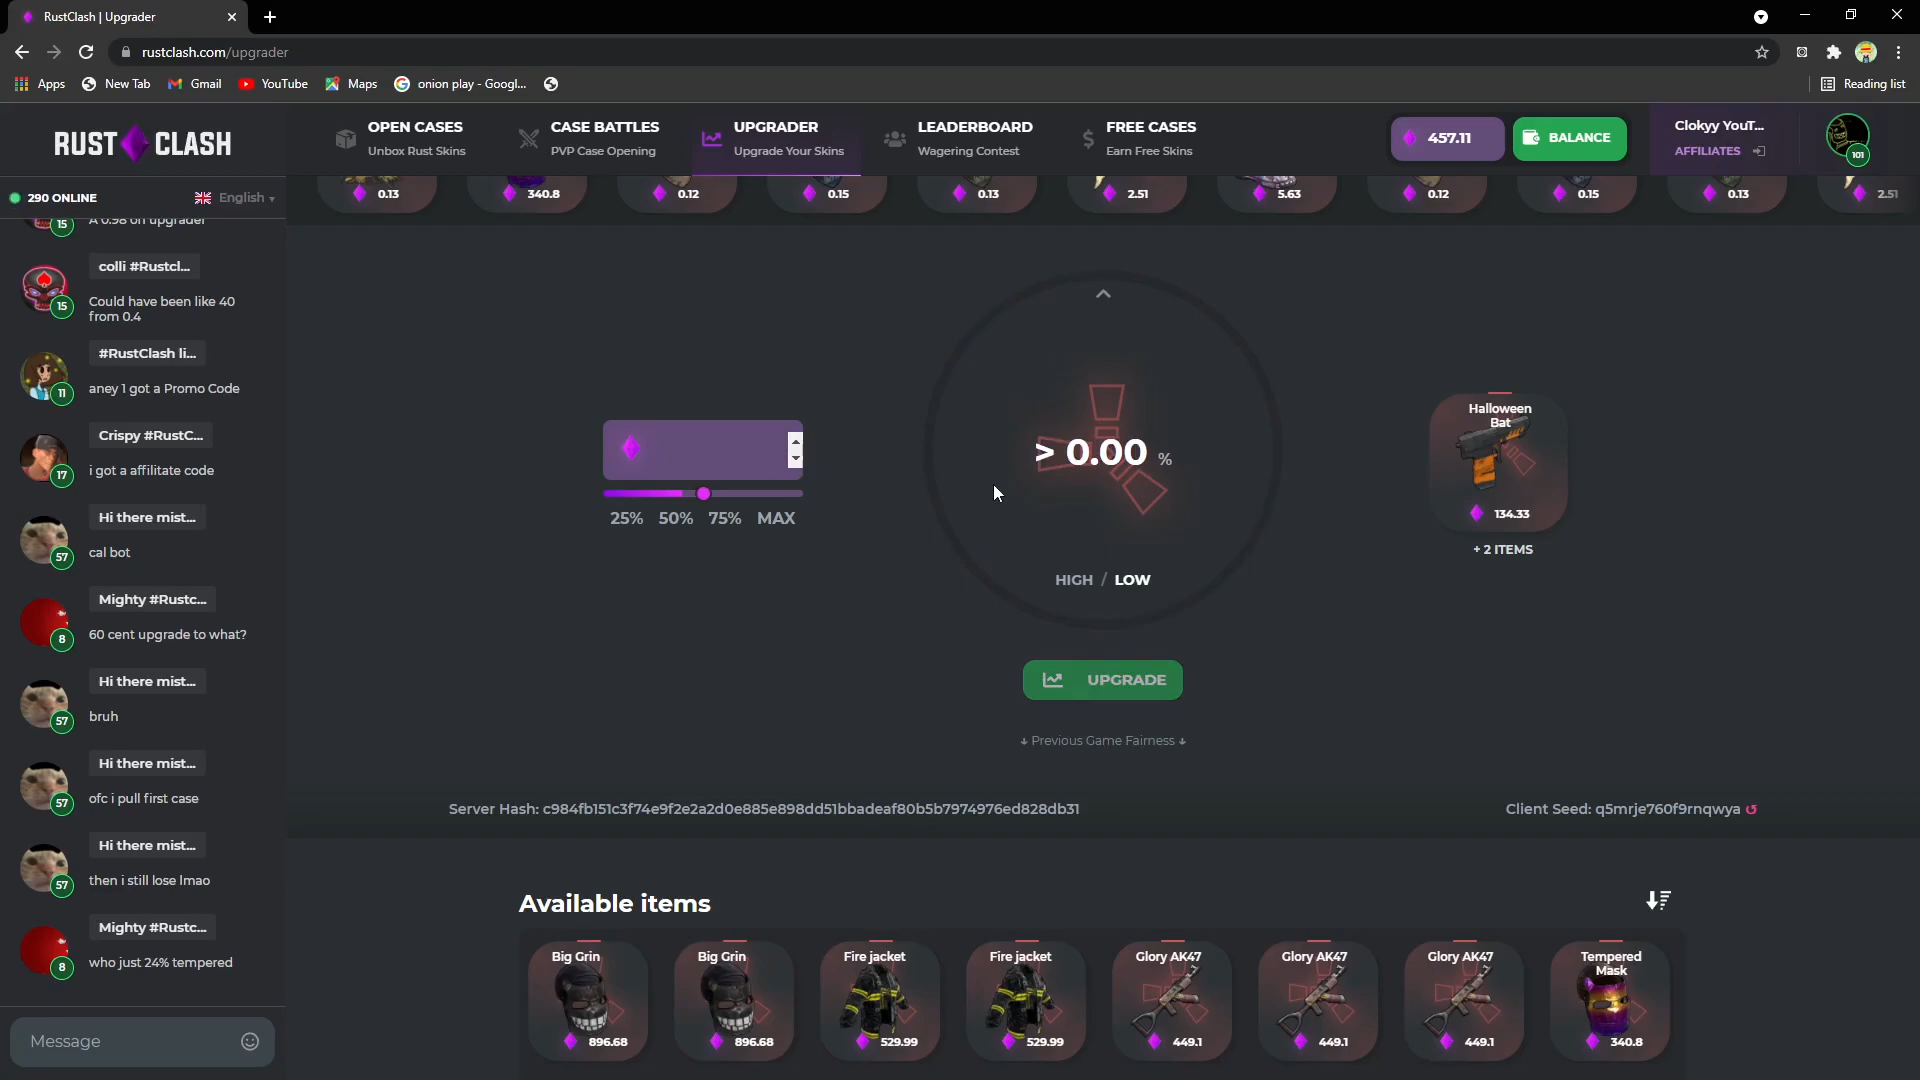 RustClash | Upgrader
rustclash.com/upgrader
Apps
New Tab
Gmail
YouTube
Maps
onion play - Googl...
Reading list
RUST CLASH
OPEN CASES
Unbox Rust Skins
CASE BATTLES
PVP Case Opening
UPGRADER
Upgrade Your Skins
LEADERBOARD
Wagering Contest
FREE CASES
Earn Free Skins
457.11
BALANCE
Clokyy YouT...
AFFILIATES
101
290 ONLINE
English
0.13
340.8
0.12
0.15
0.13
2.51
5.63
0.12
0.15
0.13
2.51
15
A 0.98 on upgrader
colli #Rustcl...
15
Could have been like 40
from 0.4
#RustClash li...
11
aney 1 got a Promo Code
Crispy #RustC...
17
i got a affilitate code
Hi there mist...
57
cal bot
Mighty #Rustc...
8
60 cent upgrade to what?
Hi there mist...
57
bruh
Hi there mist...
57
ofc i pull first case
Hi there mist...
57
then i still lose lmao
Mighty #Rustc...
8
who just 24% tempered
Message
25% 50% 75% MAX
> 0.00 %
HIGH / LOW
Halloween
Bat
134.33
+ 2 ITEMS
UPGRADE
↓ Previous Game Fairness ↓
Server Hash: c984fb151c3f74e9f2e2a2d0e885e898dd51bbadeaf80b5b7974976ed828db31
Client Seed: q5mrje760f9rnqwya
Available items
Big Grin
896.68
Big Grin
896.68
Fire jacket
529.99
Fire jacket
529.99
Glory AK47
449.1
Glory AK47
449.1
Glory AK47
449.1
Tempered
Mask
340.8